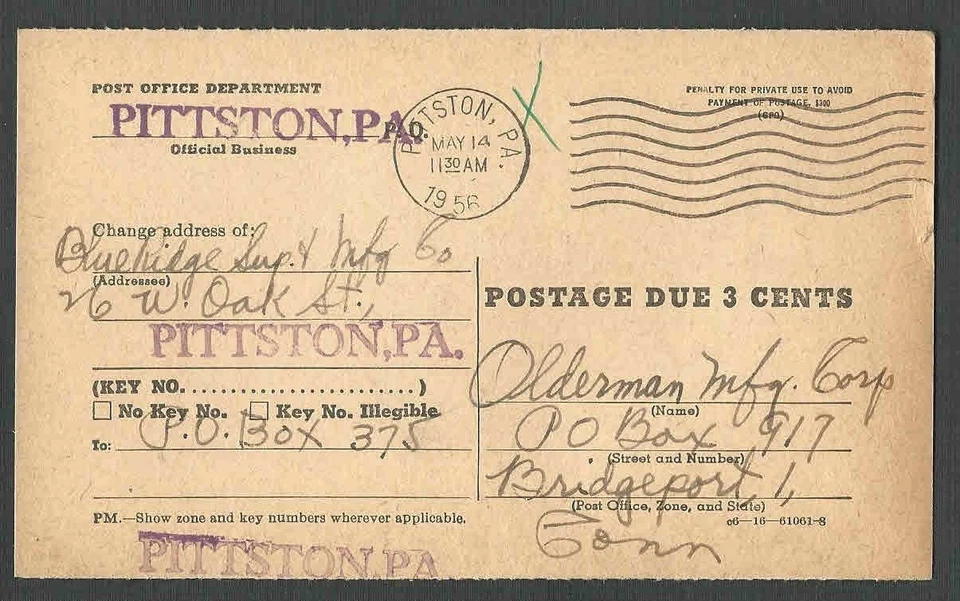 POST OFFICE DEPARTMENT
PITTSTON,PA. P.O.
Official Business
PITTSTON, PA.
MAY 14
11 30 AM
1956
PENALTY FOR PRIVATE USE TO AVOID
PAYMENT OF POSTAGE, $300
(GPO)
Change address of:
Blue Ridge Sup. & Mfg Co
(Addressee)
26 W. Oak St.,
PITTSTON,PA.
(KEY NO. ........................)
No Key No. Key No. Illegible
To: P.O. Box 375
PM.—Show zone and key numbers wherever applicable.
PITTSTON,PA
POSTAGE DUE 3 CENTS
Olderman Mfg. Corp
(Name)
PO Box 917
(Street and Number)
Bridgeport, 1,
(Post Office, Zone, and State)
c6—16—61061-8
Conn